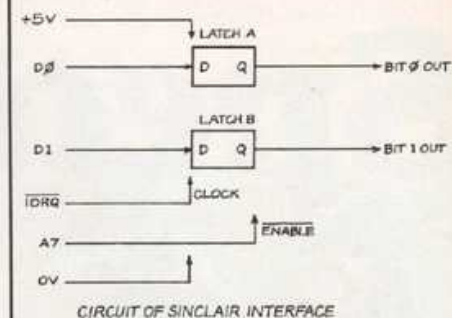 +5V
LATCH A
DØ
D Q
BIT Ø OUT
LATCH B
D1
D Q
BIT 1 OUT
IORQ
CLOCK
A7
ENABLE
OV
CIRCUIT OF SINCLAIR INTERFACE